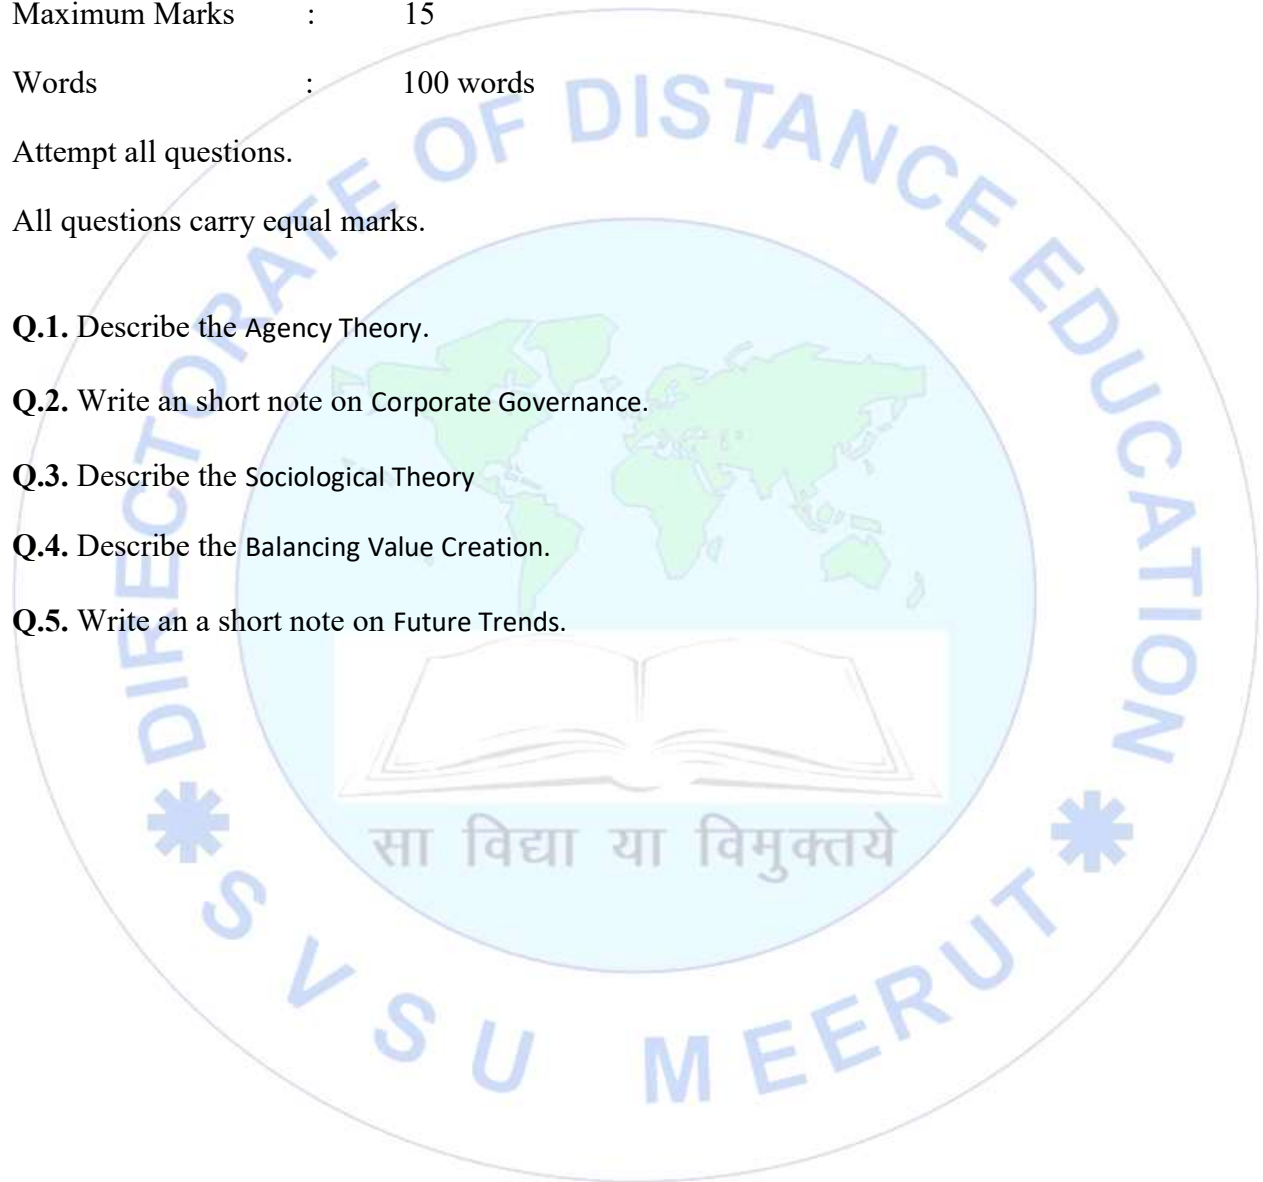 Maximum Marks : 15
Words : 100 words
Attempt all questions.
All questions carry equal marks.
Q.1. Describe the Agency Theory.
Q.2. Write an short note on Corporate Governance.
Q.3. Describe the Sociological Theory
Q.4. Describe the Balancing Value Creation.
Q.5. Write an a short note on Future Trends.
DIRECTORATE OF DISTANCE EDUCATION
सा विद्या या विमुक्तये
S V S U MEERUT